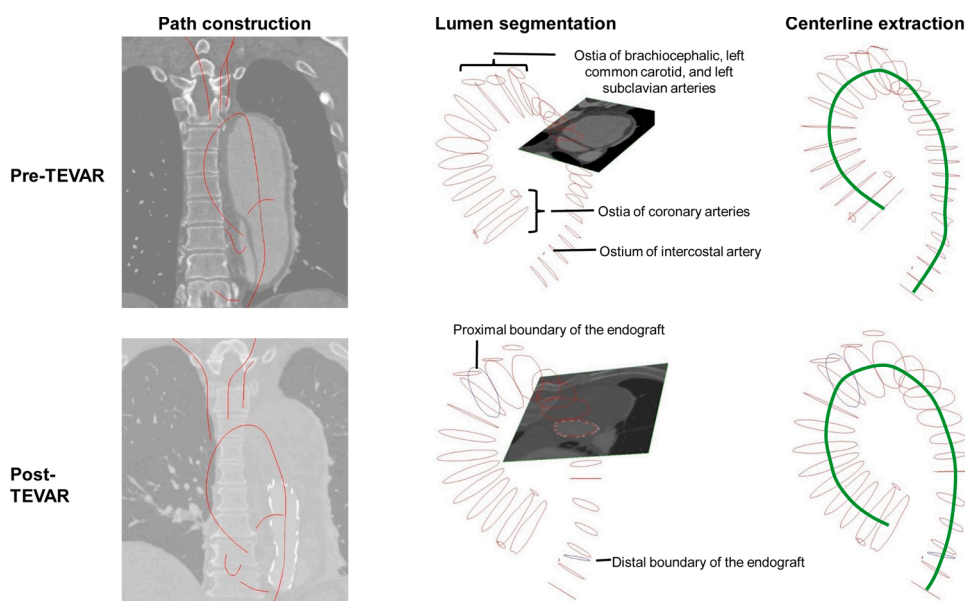 Path construction
Lumen segmentation
Centerline extraction
Pre-TEVAR
Ostia of brachiocephalic, left
common carotid, and left
subclavian arteries
Ostia of coronary arteries
Ostium of intercostal artery
Post-
TEVAR
Proximal boundary of the endograft
Distal boundary of the endograft